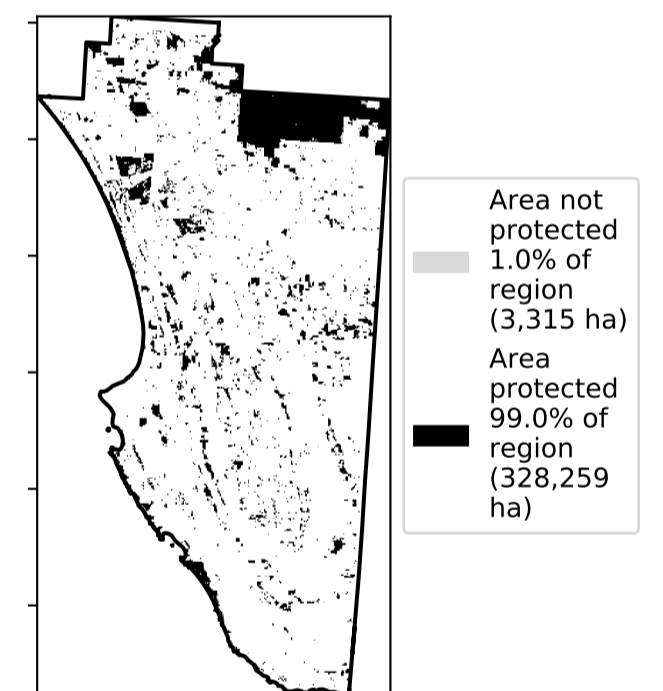 Area not
protected
1.0% of
region
(3,315 ha)
Area
protected
99.0% of
region
(328,259
ha)